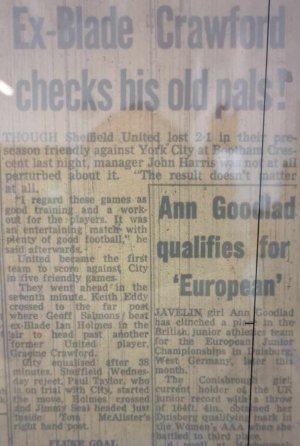 Ex-Blade Crawford
checks his old pals!
THOUGH Sheffield United lost 2-1 in their pre-
season friendly against York City at Bootham Cres-
cent last night, manager John Harris was not at all
perturbed about it. "The result doesn't matter
at all.
"I regard these games as
good training and a work-
out for the players. It was
an entertaining match with
plenty of good football," he
said afterwards.
United became the first
team to score against City
in five friendly games.
They went ahead in the
seventh minute. Keith Eddy
crossed to the far post
where Geoff Salmons beat
ex-Blade Ian Holmes in the
air to head past another
former United player,
Graeme Crawford.
City equalised after 38
minutes. Sheffield Wednes-
day reject, Paul Taylor, who
is on trial with City, started
the move. Holmes crossed
and Jimmy Seal headed just
inside Tom McAlister's
right hand post.
FLUKE GOAL
Ann Goodlad
qualifies for
'European'
JAVELIN girl Ann Goodlad
has clinched a place in the
British junior athletics team
for the European Junior
Championships in Duisburg,
West Germany, later this
month.
The Conisbrough girl,
recent holder of the UK
junior record with a throw
of 164ft. 4in., obtained her
Duisburg qualifying mark in
the Women's AAA when she
battled to third place.